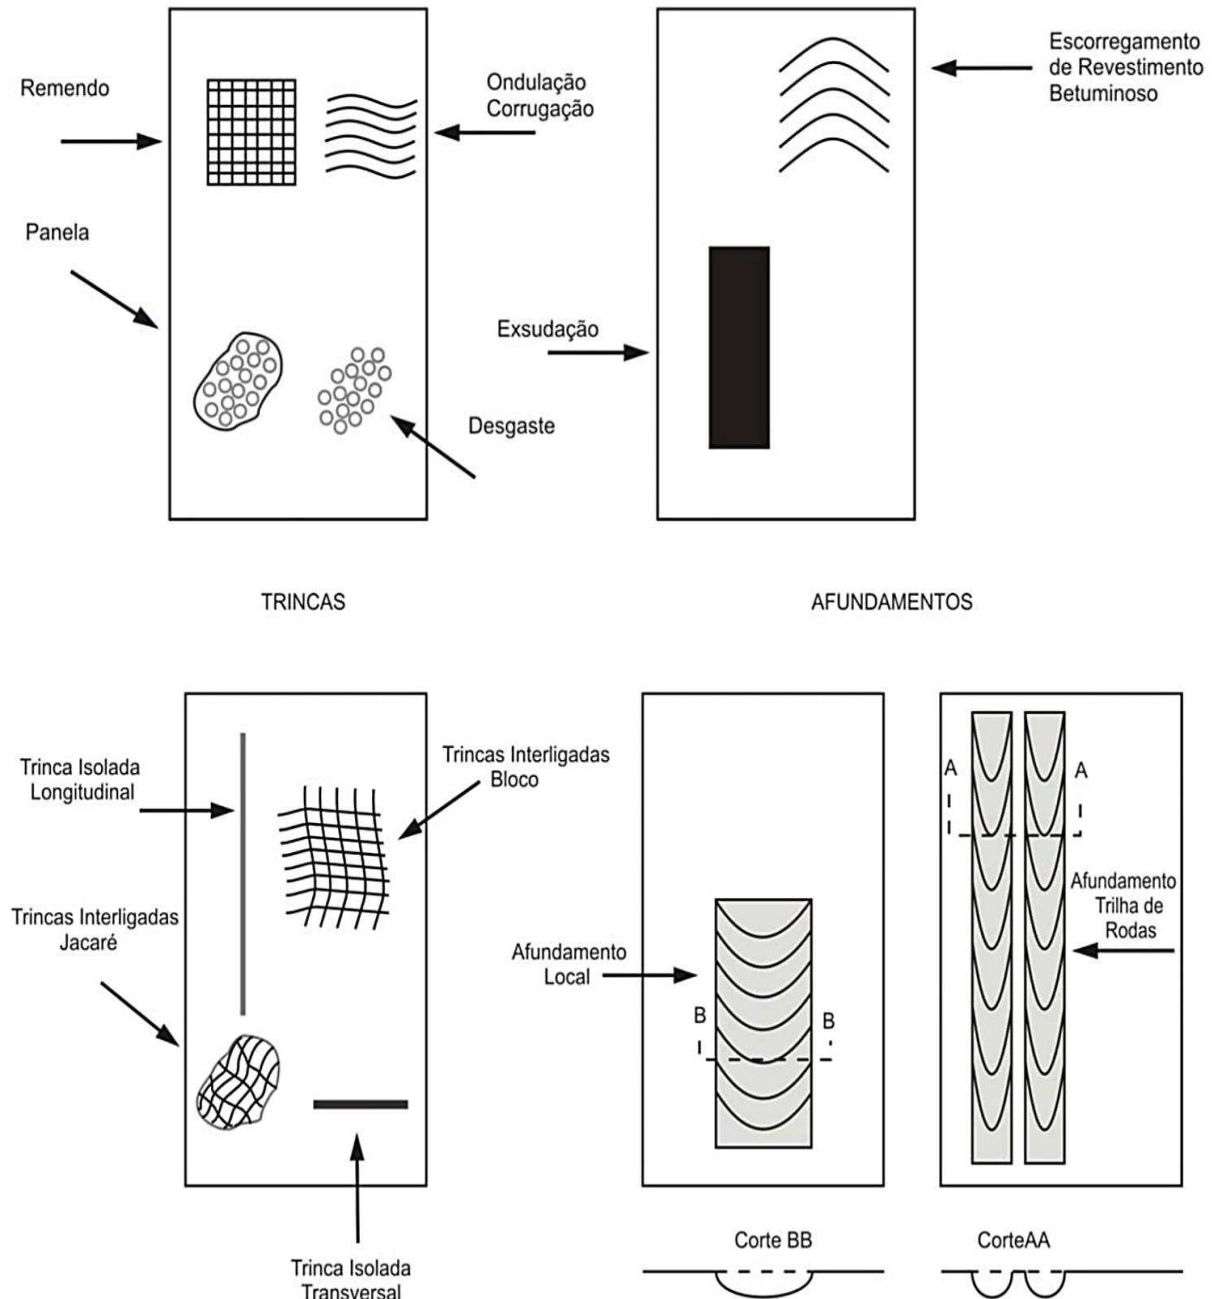 Remendo
Ondulação
Corrugação
Escorregamento
de Revestimento
Betuminoso
Panela
Exsudação
Desgaste
TRINCAS
AFUNDAMENTOS
Trinca Isolada
Longitudinal
Trincas Interligadas
Bloco
Trincas Interligadas
Jacaré
Trinca Isolada
Transversal
Afundamento
Local
B
B
A
A
Afundamento
Trilha de
Rodas
Corte BB
CorteAA